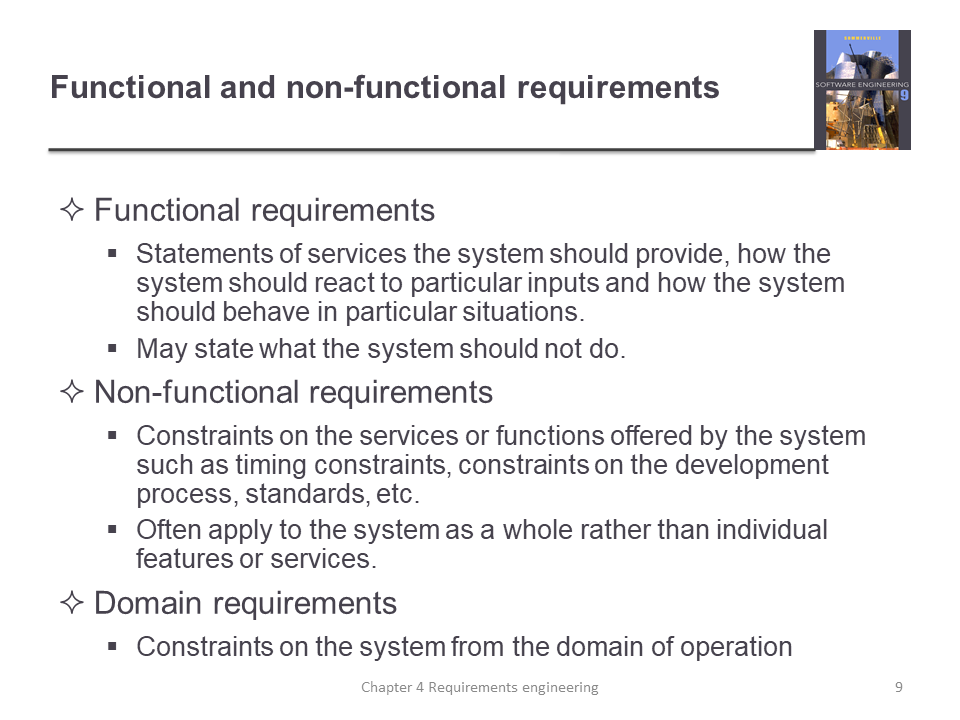 SOMMERVILLE
Functional and non-functional requirements
SOFTWARE ENGINEERING
9
✧ Functional requirements
▪ Statements of services the system should provide, how the
system should react to particular inputs and how the system
should behave in particular situations.
▪ May state what the system should not do.
✧ Non-functional requirements
▪ Constraints on the services or functions offered by the system
such as timing constraints, constraints on the development
process, standards, etc.
▪ Often apply to the system as a whole rather than individual
features or services.
✧ Domain requirements
▪ Constraints on the system from the domain of operation
Chapter 4 Requirements engineering
9